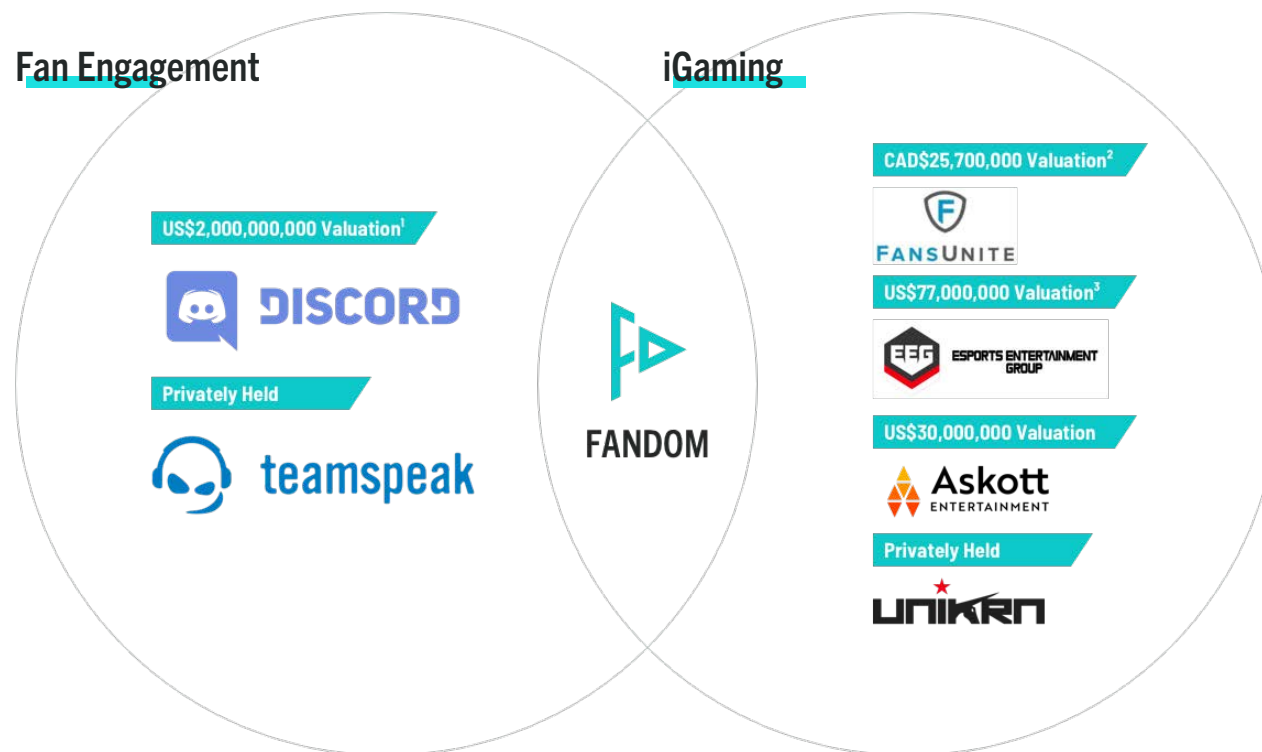 Fan Engagement
iGaming
US$2,000,000,000 Valuation¹
DISCORD
Privately Held
teamspeak
FANDOM
CAD$25,700,000 Valuation²
F
FANSUNITE
US$77,000,000 Valuation³
EEG
ESPORTS ENTERTAINMENT
GROUP
US$30,000,000 Valuation
Askott
ENTERTAINMENT
Privately Held
UNIKRN